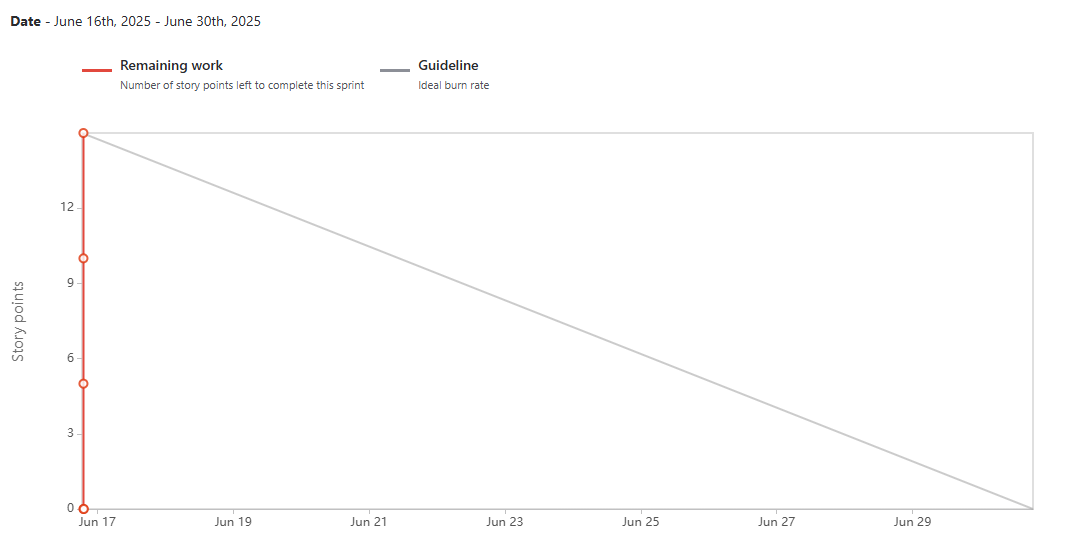 Date - June 16th, 2025 - June 30th, 2025
Remaining work
Number of story points left to complete this sprint
Guideline
Ideal burn rate
Story points
12
9
6
3
0
Jun 17
Jun 19
Jun 21
Jun 23
Jun 25
Jun 27
Jun 29